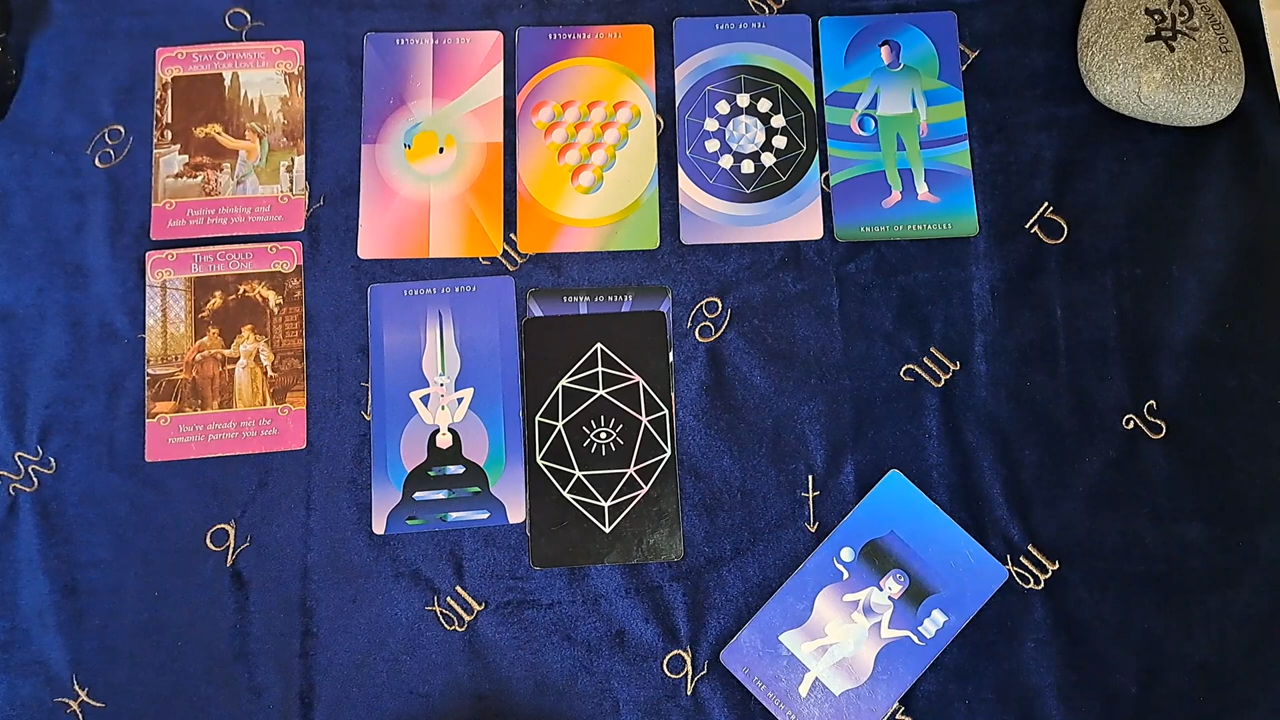 STAY OPTIMISTIC
ABOUT YOUR LOVE LIFE
Positive thinking and
faith will bring you romance.
ACE OF PENTACLES
TEN OF PENTACLES
TEN OF CUPS
KNIGHT OF PENTACLES
Forgiven
THIS COULD
BE THE ONE
You've already met the
romantic partner you seek.
FOUR OF SWORDS
SEVEN OF WANDS
II. THE HIGH PR